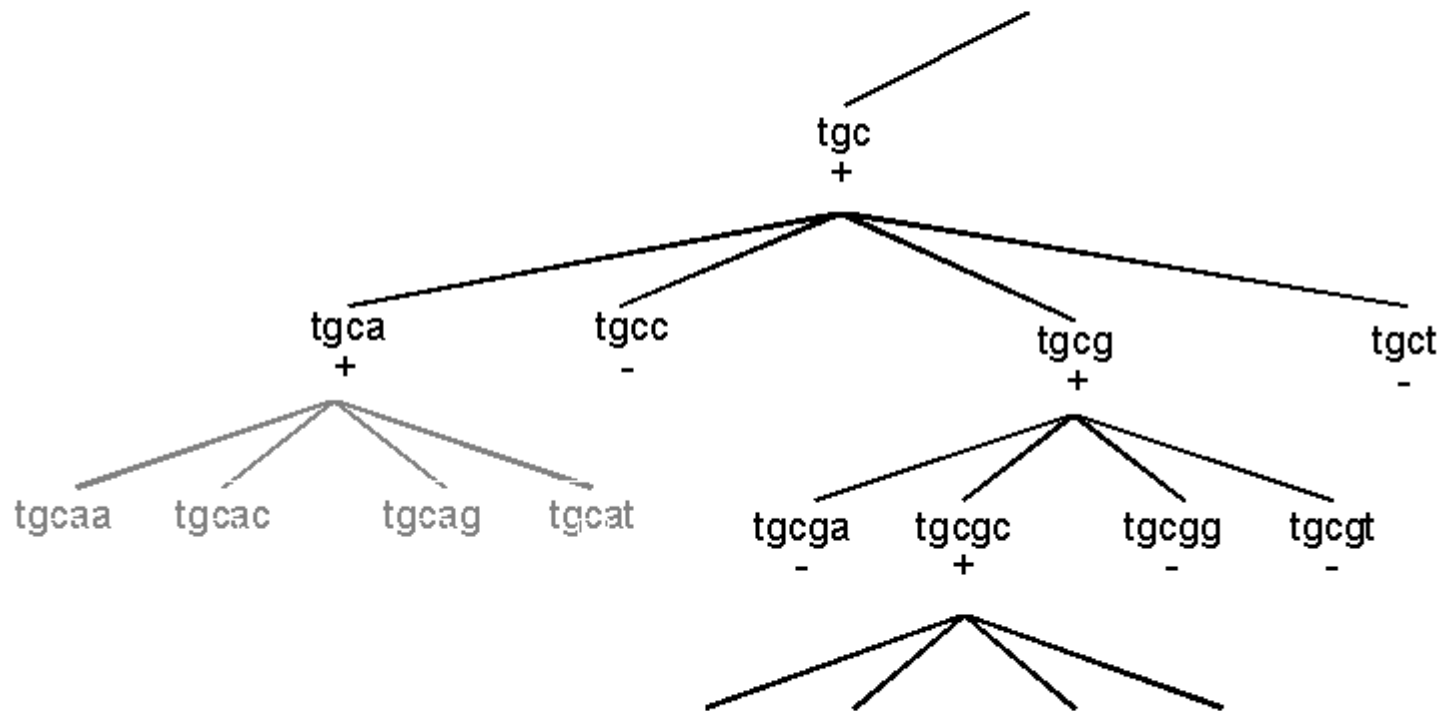 tgc
+
tgca tgcc tgcg tgct
+ - + -
tgcaa tgcac tgcag tgcat tgcga tgcgc tgcgg tgcgt
- + - -